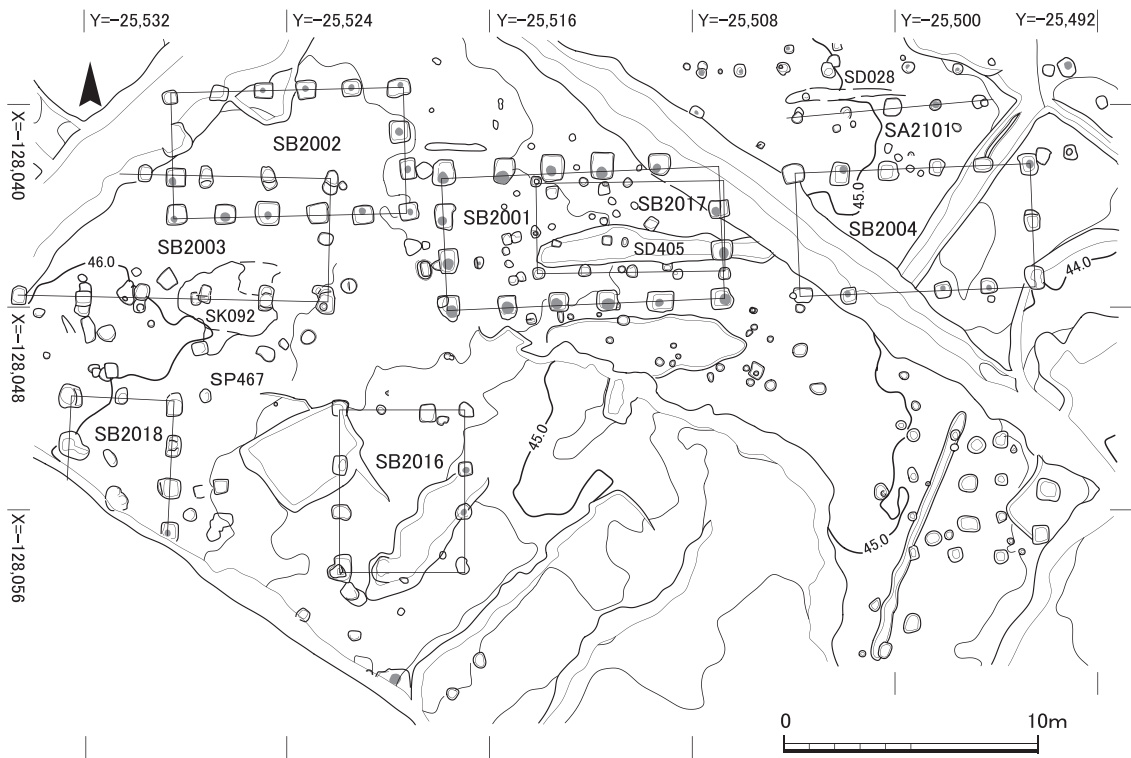 Y=−25,532
Y=−25,524
Y=−25,516
Y=−25,508
Y=−25,500
Y=−25,492
X=−128,040
X=−128,048
X=−128,056
SD028
SA2101
SB2002
45.0
SB2001
SB2017
SB2004
SB2003
SD405
46.0
44.0
SK092
SP467
SB2018
SB2016
45.0
45.0
0
10m